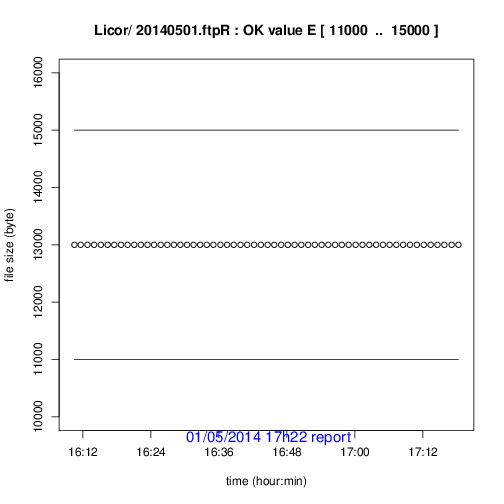 Licor/ 20140501.ftpR : OK value E [ 11000 .. 15000 ]
file size (byte)
16000
15000
14000
13000
12000
11000
10000
01/05/2014 17h22 report
16:12 16:24 16:36 16:48 17:00 17:12
time (hour:min)